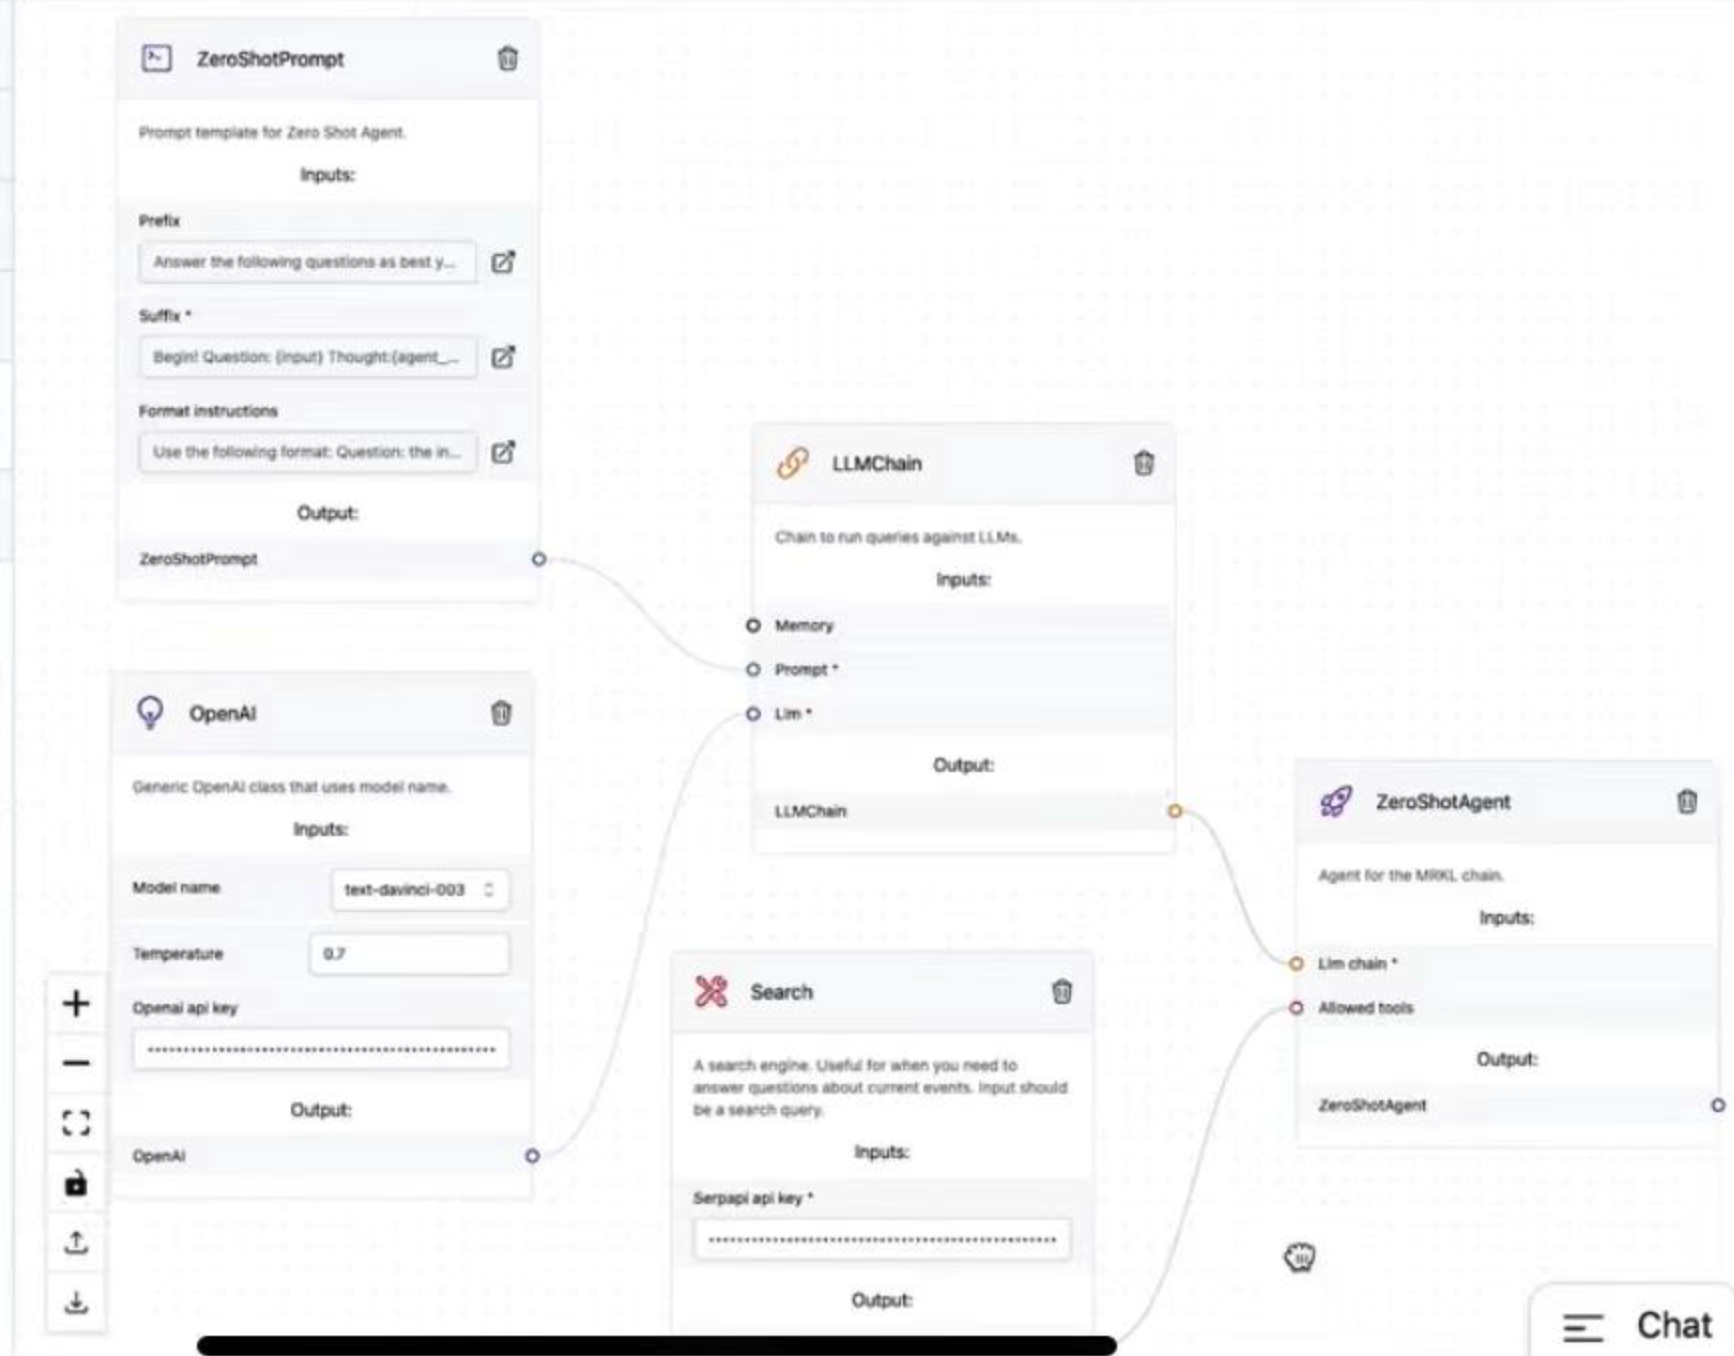 ZeroShotPrompt
Prompt template for Zero Shot Agent.
Inputs:
Prefix
Answer the following questions as best y...
Suffix *
Begin! Question: {input} Thought:{agent_...
Format instructions
Use the following format: Question: the in...
Output:
ZeroShotPrompt
OpenAI
Generic OpenAI class that uses model name.
Inputs:
Model name
text-davinci-003
Temperature
0.7
Openai api key
Output:
OpenAI
LLMChain
Chain to run queries against LLMs.
Inputs:
Memory
Prompt *
Llm *
Output:
LLMChain
Search
A search engine. Useful for when you need to
answer questions about current events. Input should
be a search query.
Inputs:
Serpapi api key *
Output:
ZeroShotAgent
Agent for the MRKL chain.
Inputs:
Llm chain *
Allowed tools
Output:
ZeroShotAgent
Chat